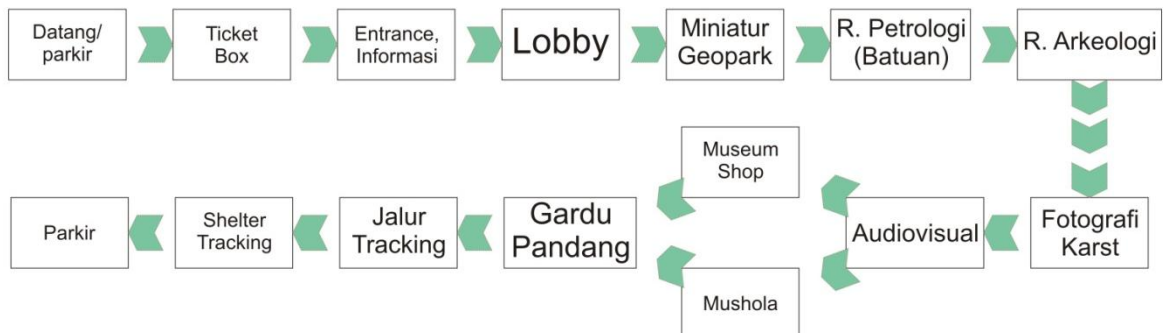 Datang/
parkir
Ticket
Box
Entrance,
Informasi
Lobby
Miniatur
Geopark
R. Petrologi
(Batuan)
R. Arkeologi
Fotografi
Karst
Audiovisual
Museum
Shop
Mushola
Gardu
Pandang
Jalur
Tracking
Shelter
Tracking
Parkir